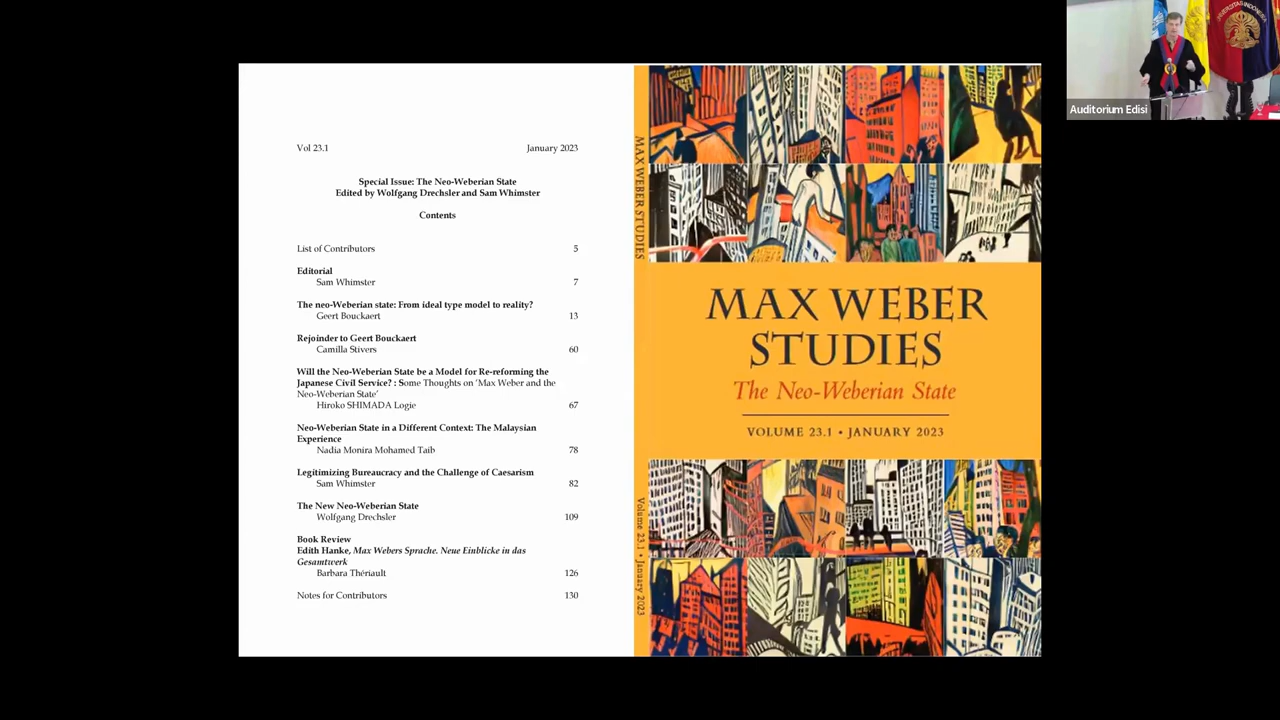 Vol 23.1 January 2023
Special Issue: The Neo-Weberian State
Edited by Wolfgang Drechsler and Sam Whimster
Contents
List of Contributors 5
Editorial
Sam Whimster 7
The neo-Weberian state: From ideal type model to reality?
Geert Bouckaert 13
Rejoinder to Geert Bouckaert
Camilla Stivers 60
Will the Neo-Weberian State be a Model for Re-reforming the
Japanese Civil Service? : Some Thoughts on ‘Max Weber and the
Neo-Weberian State’
Hiroko SHIMADA Logie 67
Neo-Weberian State in a Different Context: The Malaysian
Experience
Nadia Monira Mohamed Taib 78
Legitimizing Bureaucracy and the Challenge of Caesarism
Sam Whimster 82
The New Neo-Weberian State
Wolfgang Drechsler 109
Book Review
Edith Hanke, Max Webers Sprache. Neue Einblicke in das
Gesamtwerk
Barbara Thériault 126
Notes for Contributors 130
MAX WEBER STUDIES
Volume 23.1 • January 2023
MAX WEBER
STUDIES
The Neo-Weberian State
VOLUME 23.1 • JANUARY 2023
UNIVERSITAS INDONESIA
Auditorium Edisi